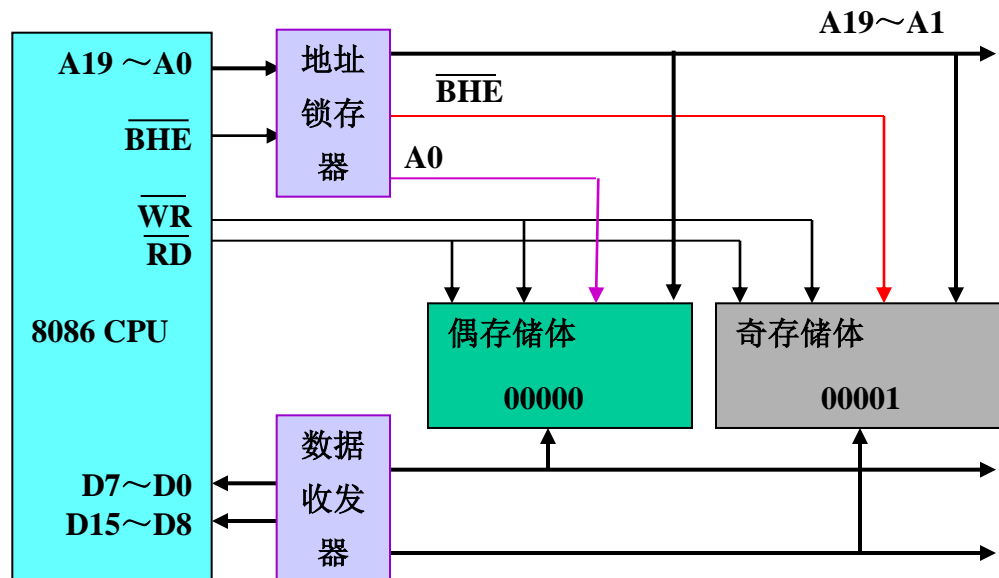 A19～A1
A19 ～A0
地址
锁存
器
BHE
BHE
A0
WR
RD
8086 CPU
偶存储体
00000
奇存储体
00001
数据
收发
器
D7～D0
D15～D8